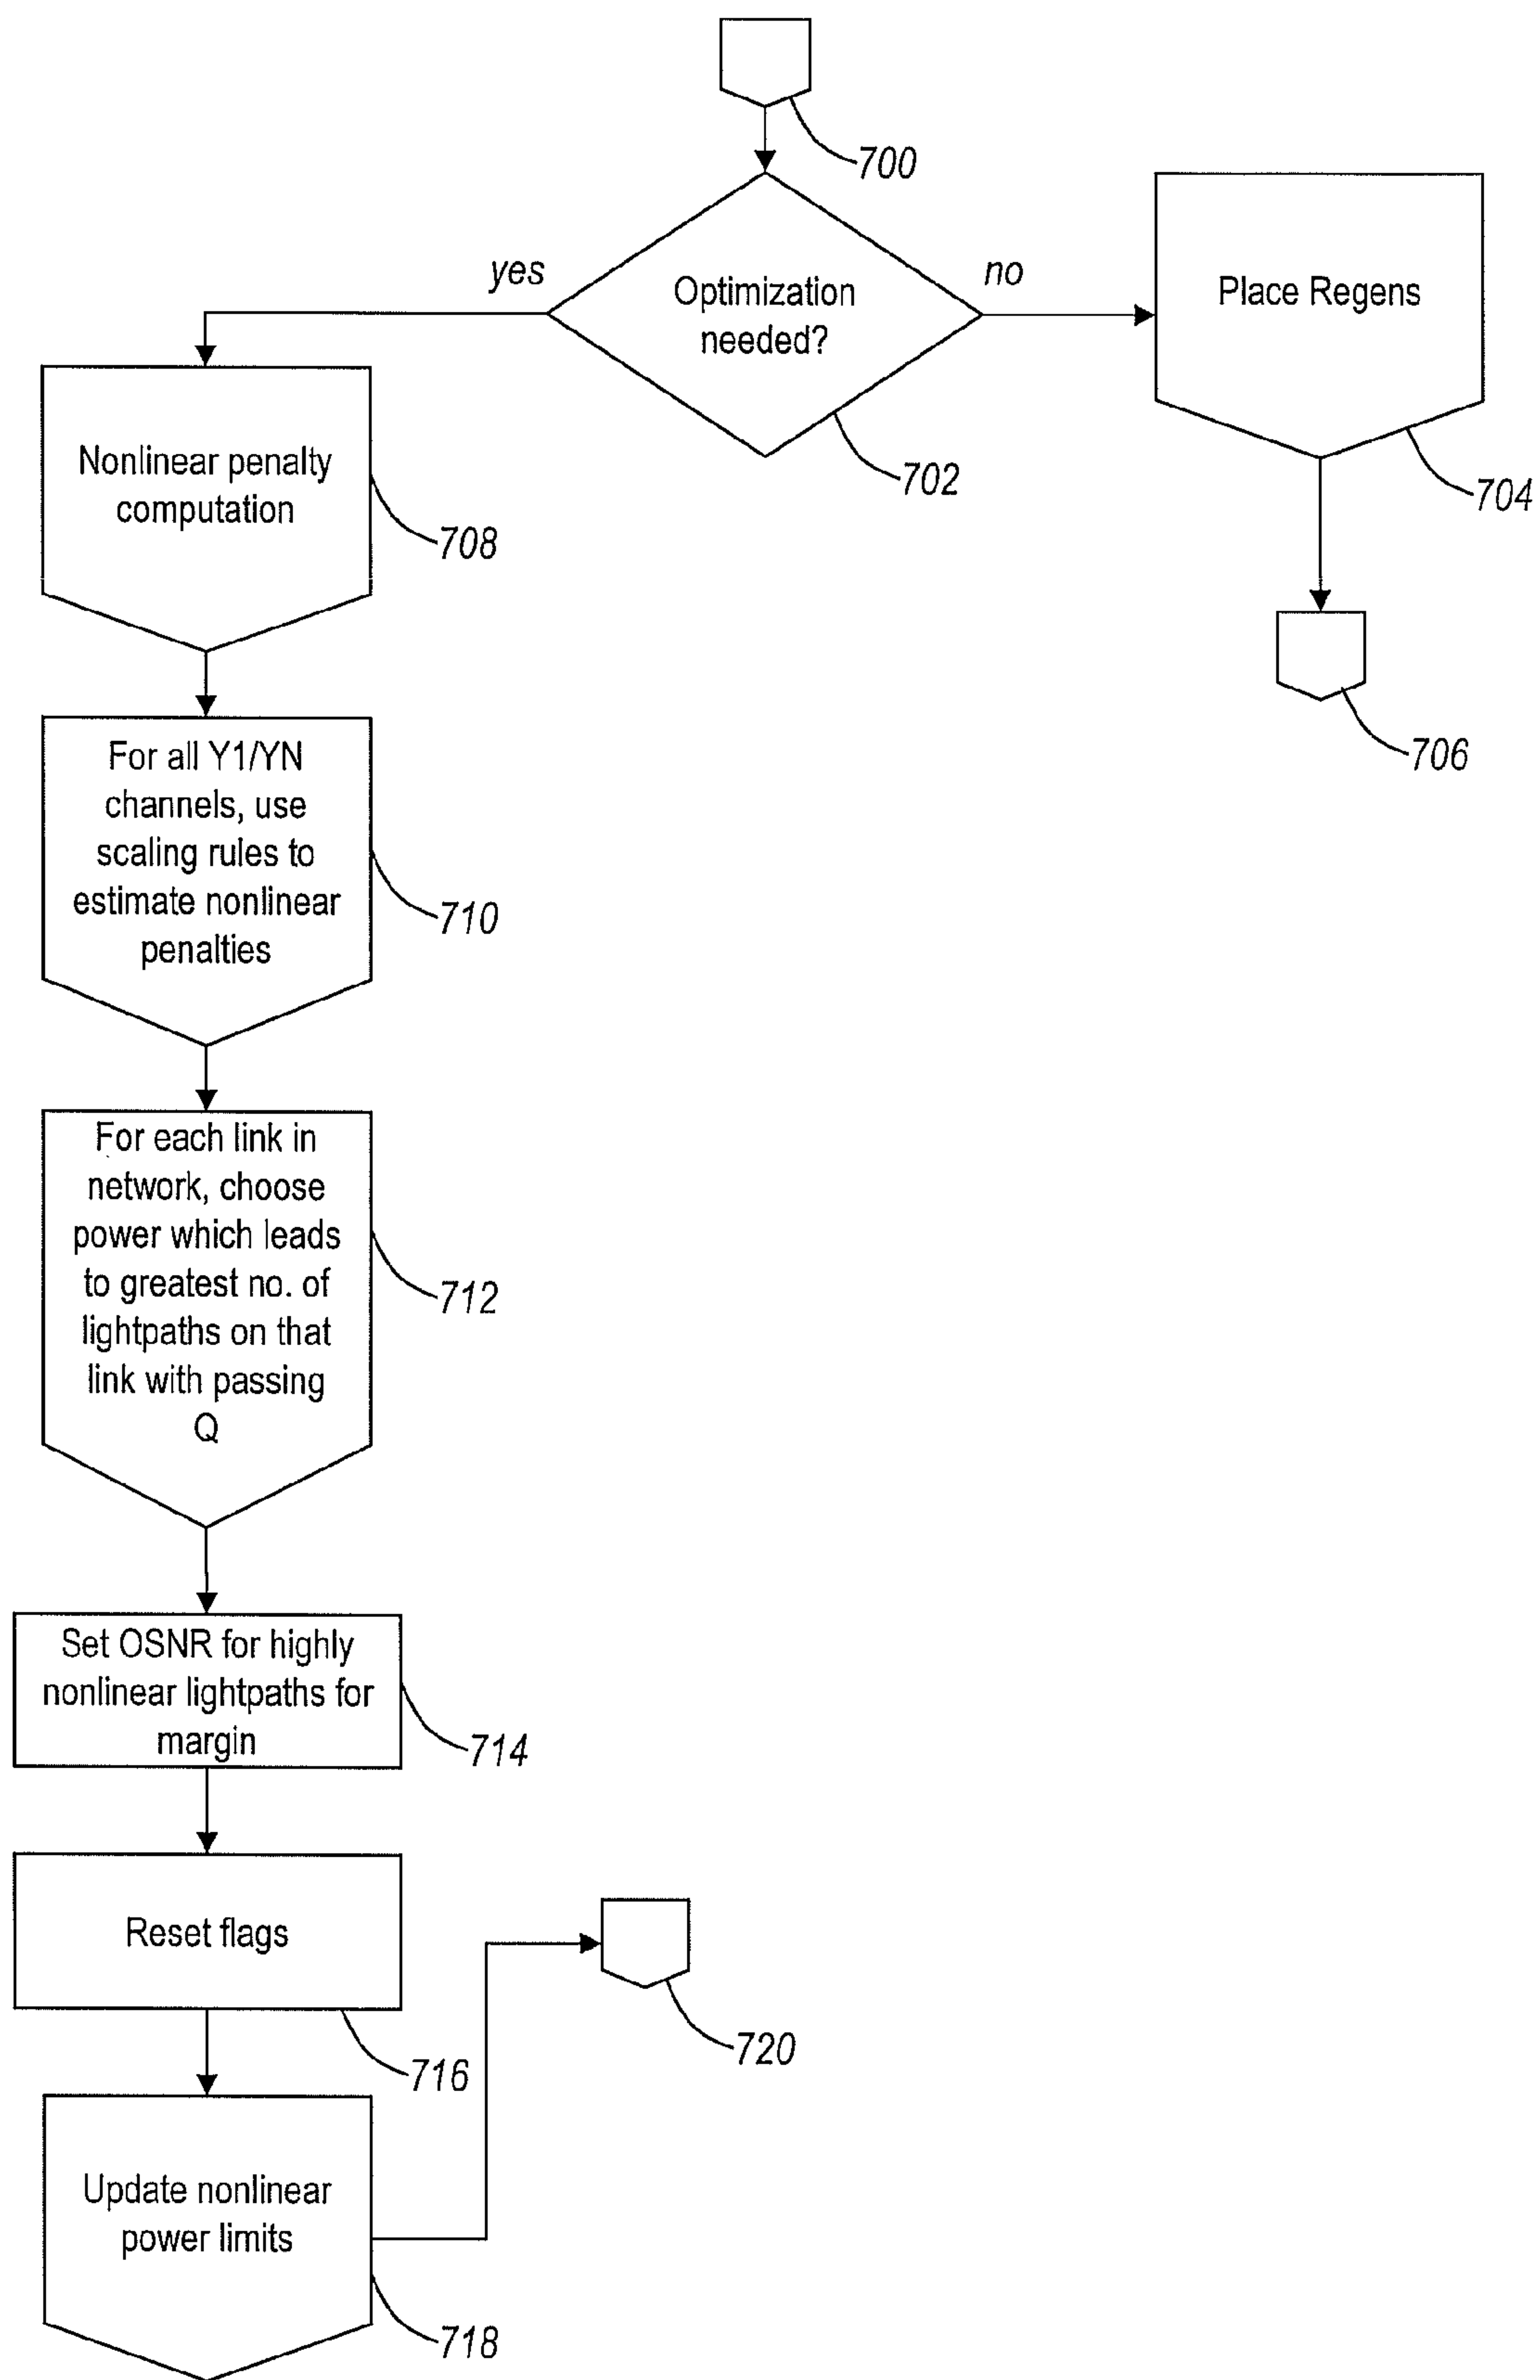 700
yes
Optimization
needed?
no
702
Place Regens
704
706
Nonlinear penalty
computation
708
For all Y1/YN
channels, use
scaling rules to
estimate nonlinear
penalties
710
For each link in
network, choose
power which leads
to greatest no. of
lightpaths on that
link with passing
Q
712
Set OSNR for highly
nonlinear lightpaths for
margin
714
Reset flags
716
720
Update nonlinear
power limits
718